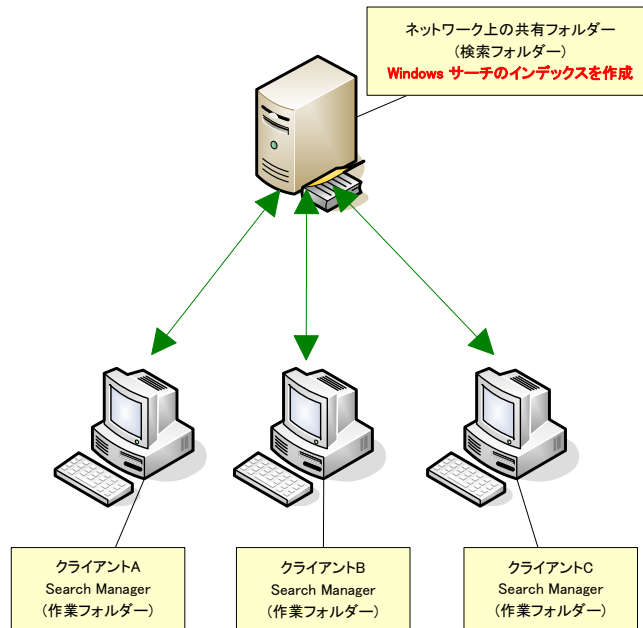 ネットワーク上の共有フォルダー
(検索フォルダー)
Windows サーチのインデックスを作成
クライアントA
Search Manager
(作業フォルダー)
クライアントB
Search Manager
(作業フォルダー)
クライアントC
Search Manager
(作業フォルダー)